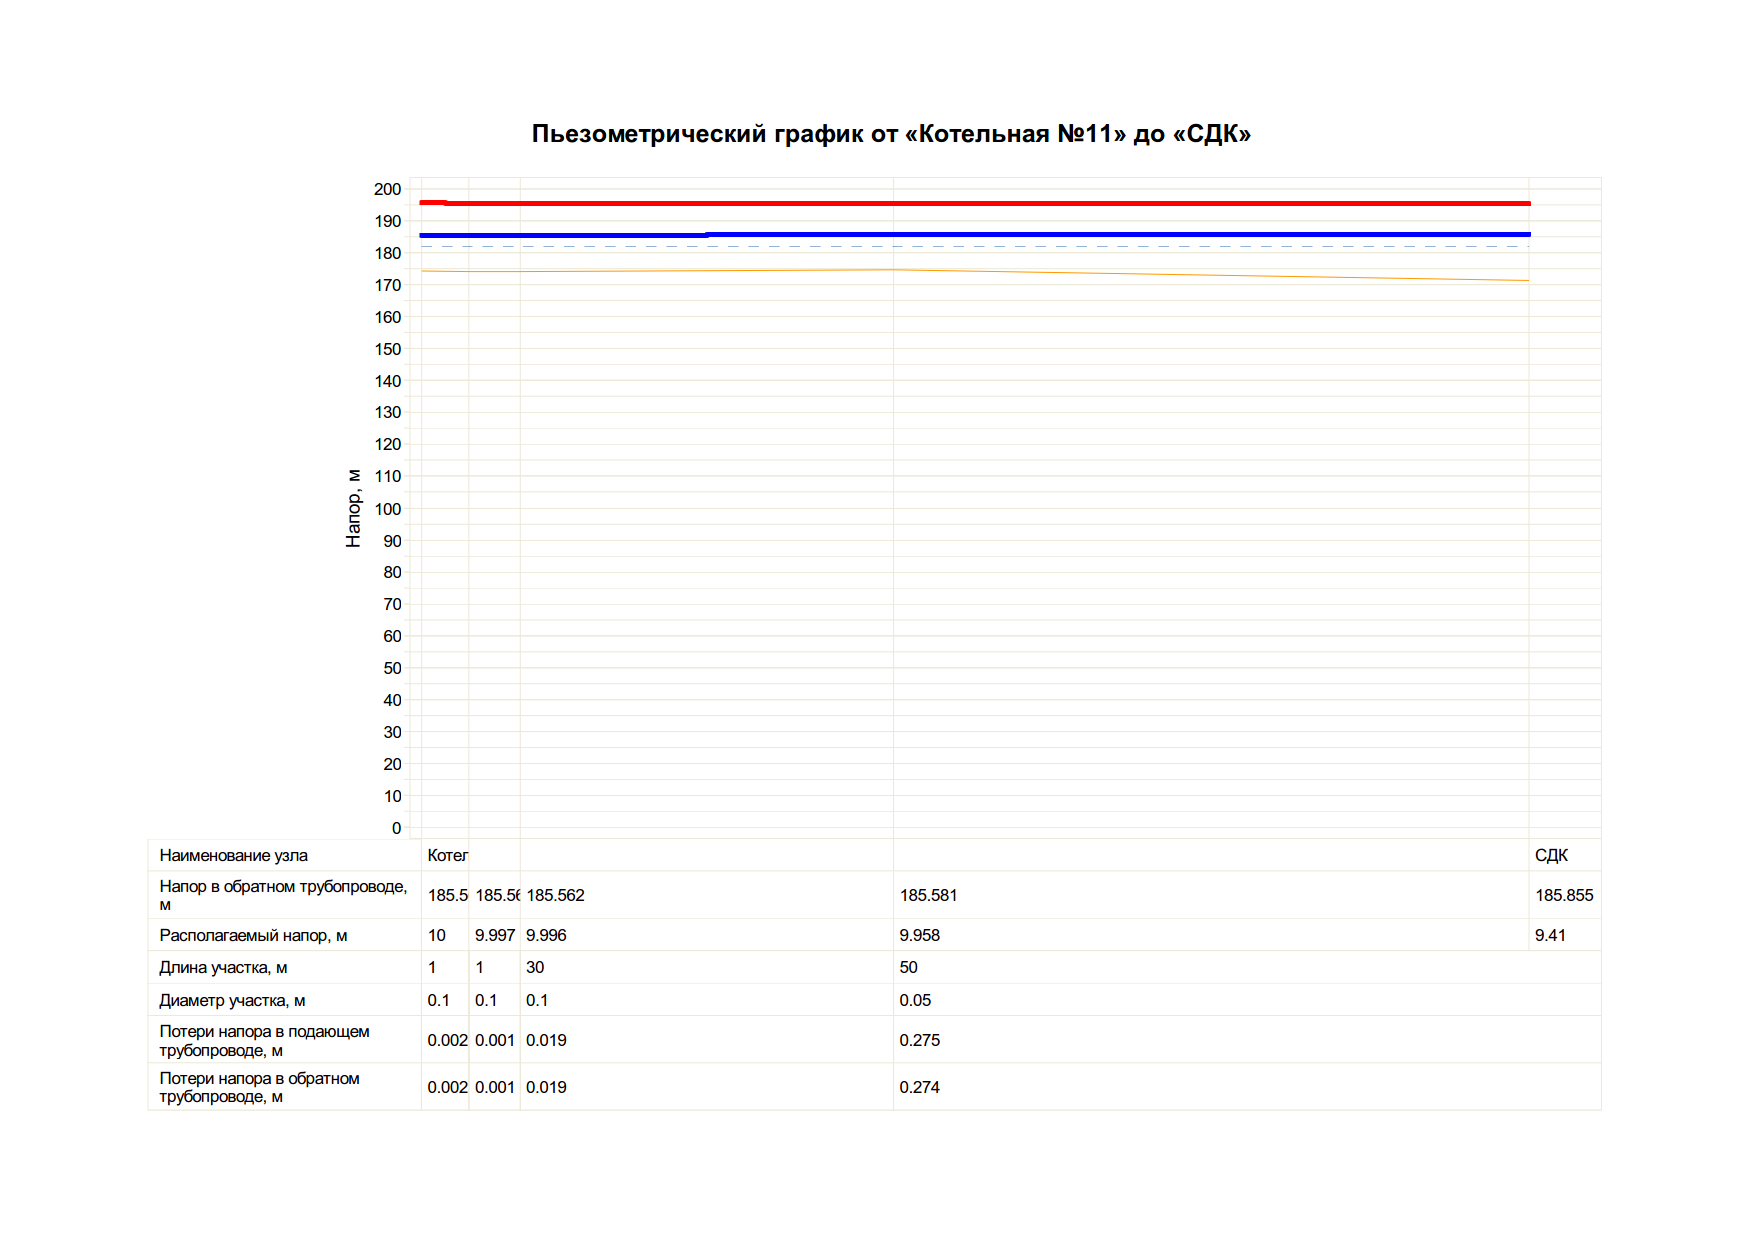 Пьезометрический график от «Котельная №11» до «СДК»
200
190
180
170
160
150
140
130
120
110
100
90
80
70
60
50
40
30
20
10
0
Напор, м
Наименование узла Котел СДК
Напор в обратном трубопроводе,
м
185.5 185.56 185.562 185.581 185.855
Располагаемый напор, м 10 9.997 9.996 9.958 9.41
Длина участка, м 1 1 30 50
Диаметр участка, м 0.1 0.1 0.1 0.05
Потери напора в подающем
трубопроводе, м
0.002 0.001 0.019 0.275
Потери напора в обратном
трубопроводе, м
0.002 0.001 0.019 0.274